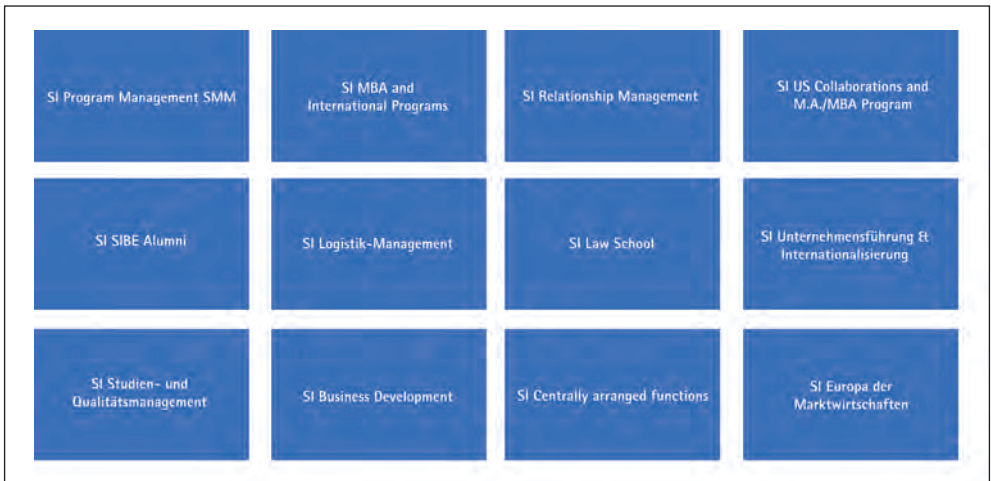 SI Program Management SMM
SI MBA and
International Programs
SI Relationship Management
SI US Collaborations and
M.A./MBA Program
SI SIBE Alumni
SI Logistik-Management
SI Law School
SI Unternehmensführung &
Internationalisierung
SI Studien- und
Qualitätsmanagement
SI Business Development
SI Centrally arranged functions
SI Europa der
Marktwirtschaften